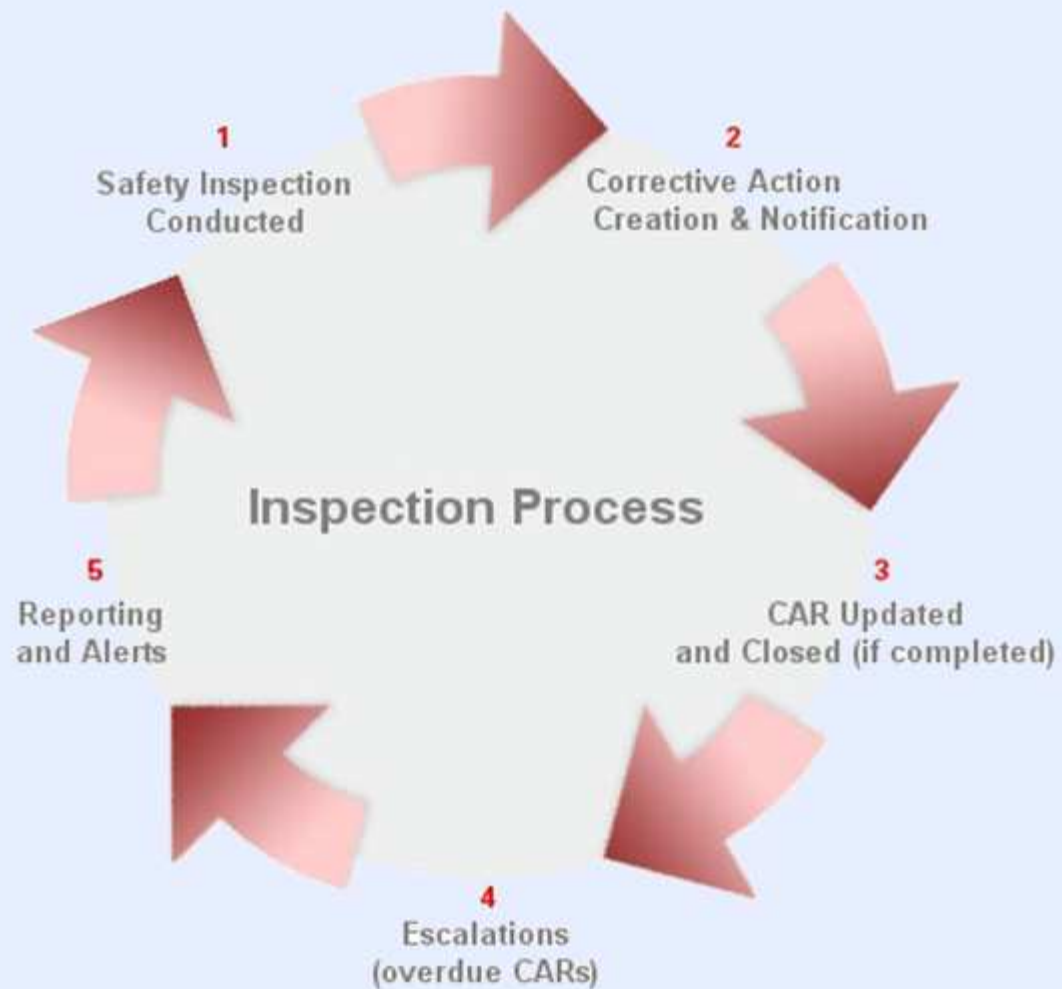 1
Safety Inspection
Conducted
2
Corrective Action
Creation & Notification
Inspection Process
3
CAR Updated
and Closed (if completed)
4
Escalations
(overdue CARs)
5
Reporting
and Alerts